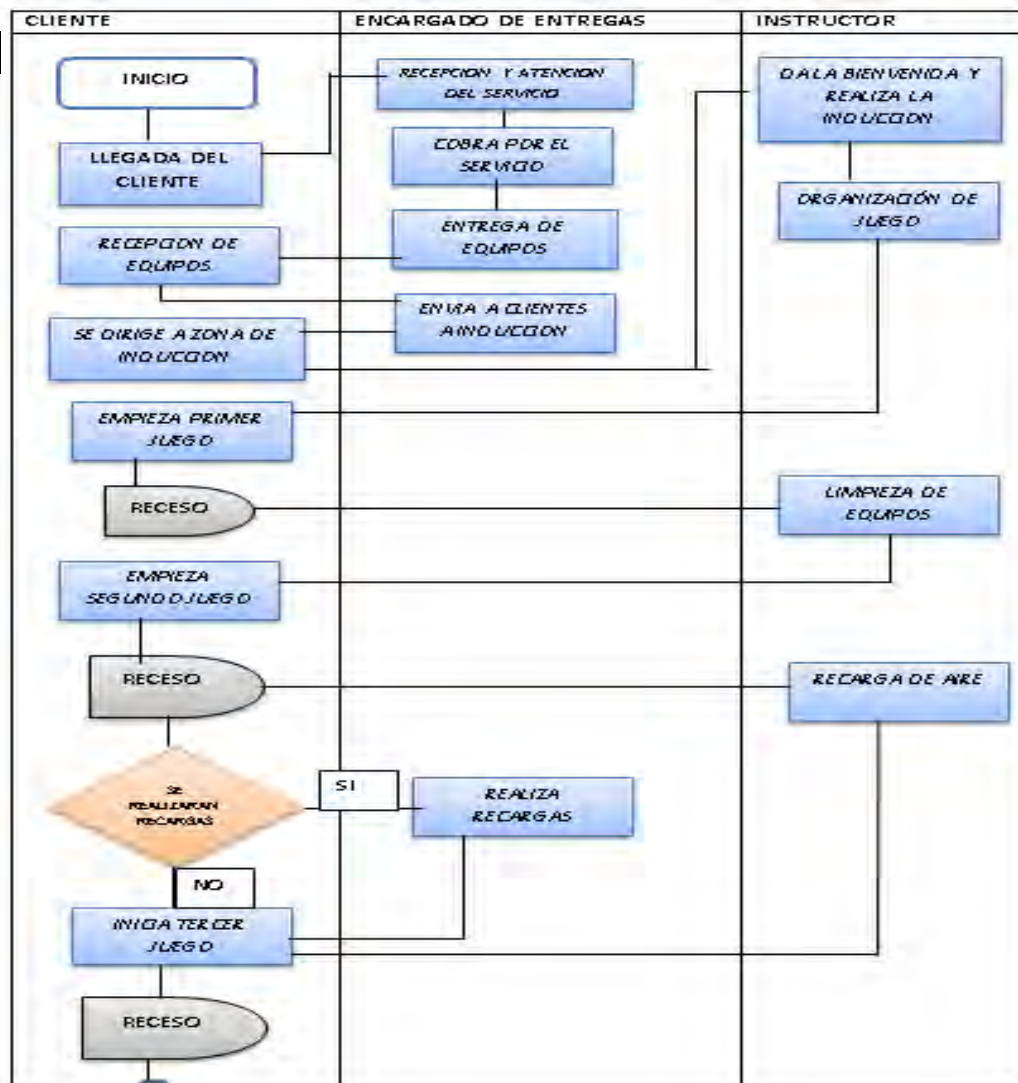 CLIENTE
ENCARGADO DE ENTREGAS
INSTRUCTOR
INICIO
RECEPCION Y ATENCION
DEL SERVICIO
DA LA BIENVENIDA Y
REALIZA LA
INDUCCION
LLEGADA DEL
CLIENTE
COBRA POR EL
SERVICIO
ORGANIZACIÓN DE
JUEGO
RECEPCION DE
EQUIPOS
ENTREGA DE
EQUIPOS
ENVIA A CLIENTES
A INDUCCION
SE DIRIGE A ZONA DE
INDUCCION
EMPIEZA PRIMER
JUEGO
RECESO
LIMPIEZA DE
EQUIPOS
EMPIEZA
SEGUNDO JUEGO
RECESO
RECARGA DE AIRE
SE
REALIZARAN
RECARGAS
SI
REALIZA
RECARGAS
NO
INICIA TERCER
JUEGO
RECESO